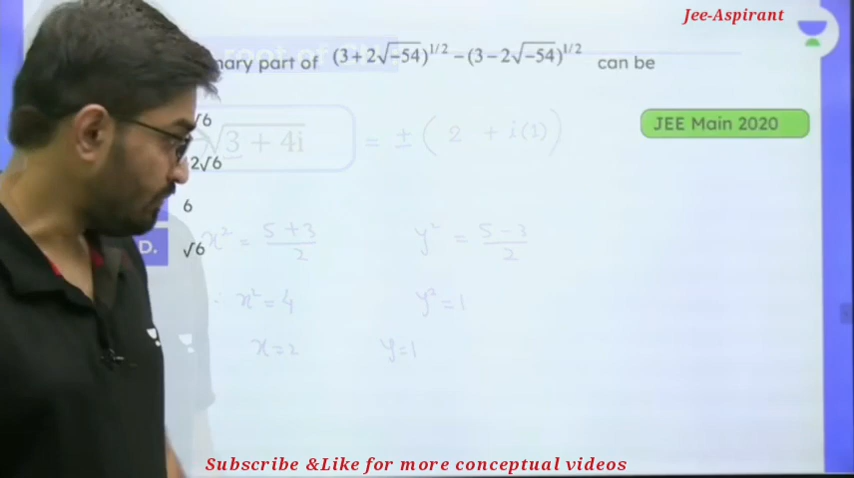 Jee-Aspirant
nary part of (3+2√-54)^1/2 - (3-2√-54)^1/2 can be
√6
√3 + 4i = ± ( 2 + i(1) )
JEE Main 2020
2√6
6
D. √6
x² = 5+3/2 y² = 5-3/2
x² = 4 y² = 1
x = 2 y = 1
Subscribe &Like for more conceptual videos